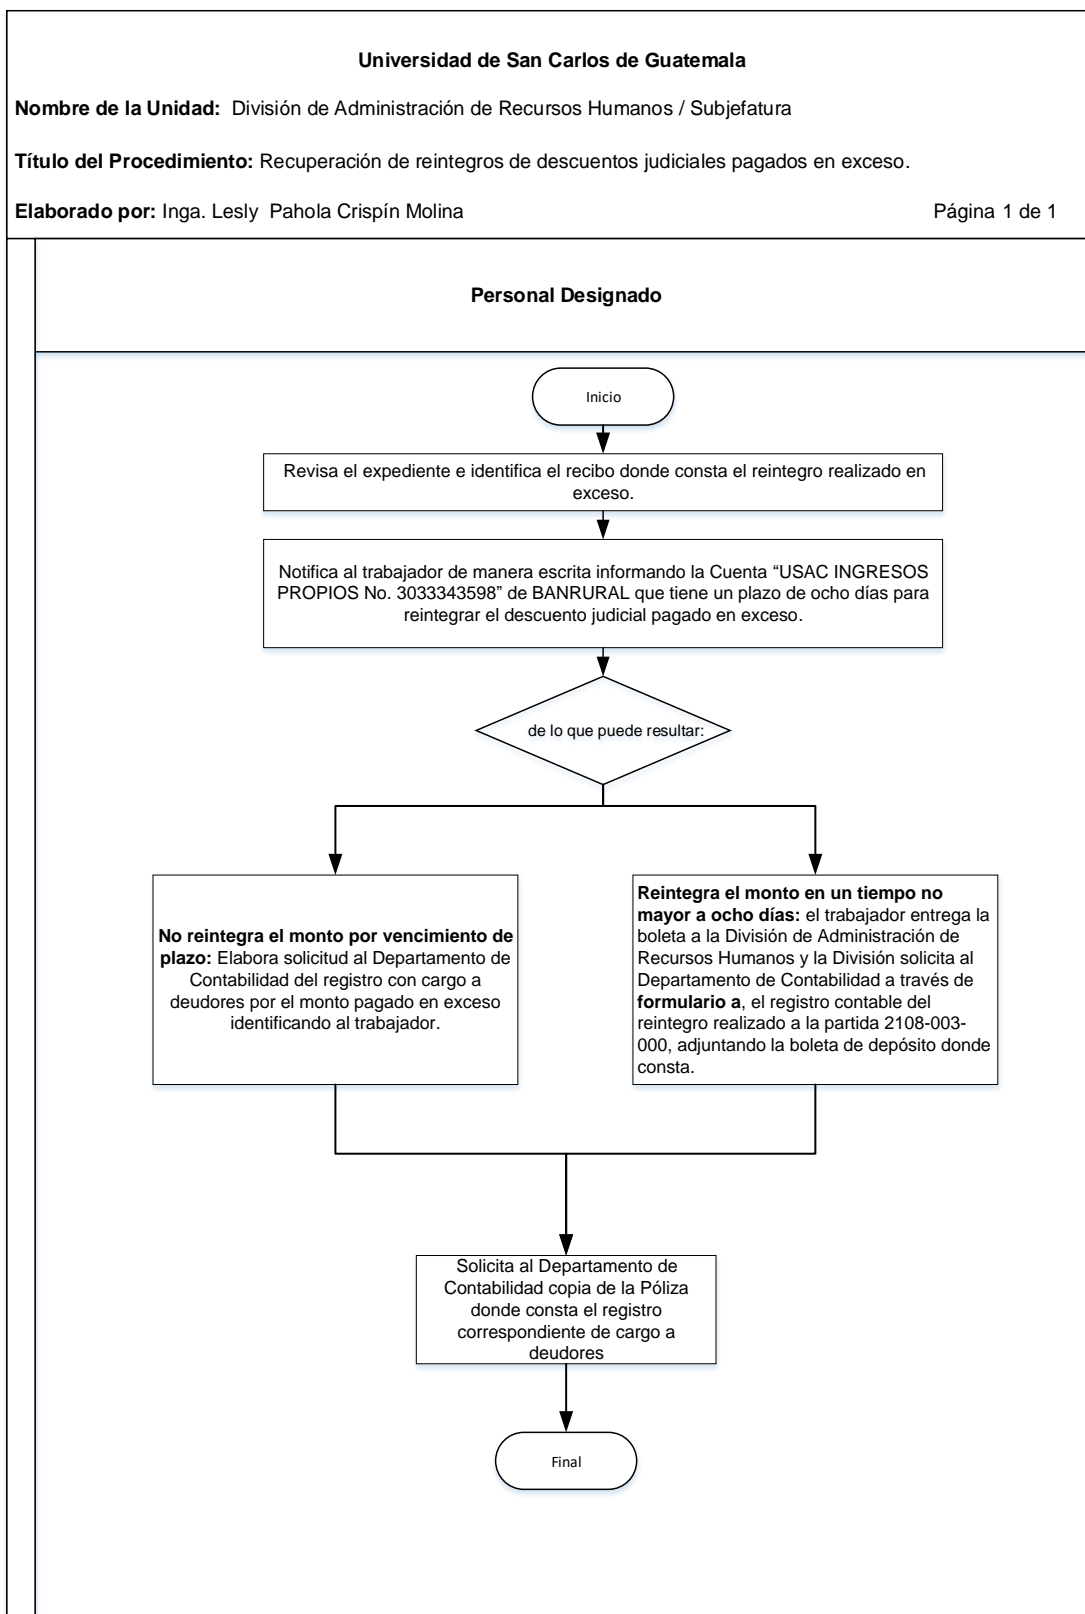 Universidad de San Carlos de Guatemala
Nombre de la Unidad: División de Administración de Recursos Humanos / Subjefatura
Título del Procedimiento: Recuperación de reintegros de descuentos judiciales pagados en exceso.
Elaborado por: Inga. Lesly Pahola Crispín Molina Página 1 de 1
Personal Designado
Inicio
Revisa el expediente e identifica el recibo donde consta el reintegro realizado en
exceso.
Notifica al trabajador de manera escrita informando la Cuenta “USAC INGRESOS
PROPIOS No. 3033343598” de BANRURAL que tiene un plazo de ocho días para
reintegrar el descuento judicial pagado en exceso.
de lo que puede resultar:
No reintegra el monto por vencimiento de
plazo: Elabora solicitud al Departamento de
Contabilidad del registro con cargo a
deudores por el monto pagado en exceso
identificando al trabajador.
Reintegra el monto en un tiempo no
mayor a ocho días: el trabajador entrega la
boleta a la División de Administración de
Recursos Humanos y la División solicita al
Departamento de Contabilidad a través de
formulario a, el registro contable del
reintegro realizado a la partida 2108-003-
000, adjuntando la boleta de depósito donde
consta.
Solicita al Departamento de
Contabilidad copia de la Póliza
donde consta el registro
correspondiente de cargo a
deudores
Final